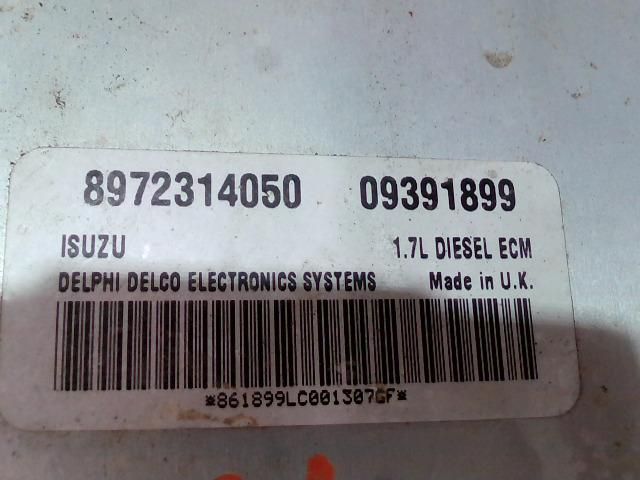 8972314050 09391899
ISUZU 1.7L DIESEL ECM
DELPHI DELCO ELECTRONICS SYSTEMS Made in U.K.
*861899LC001307GF*